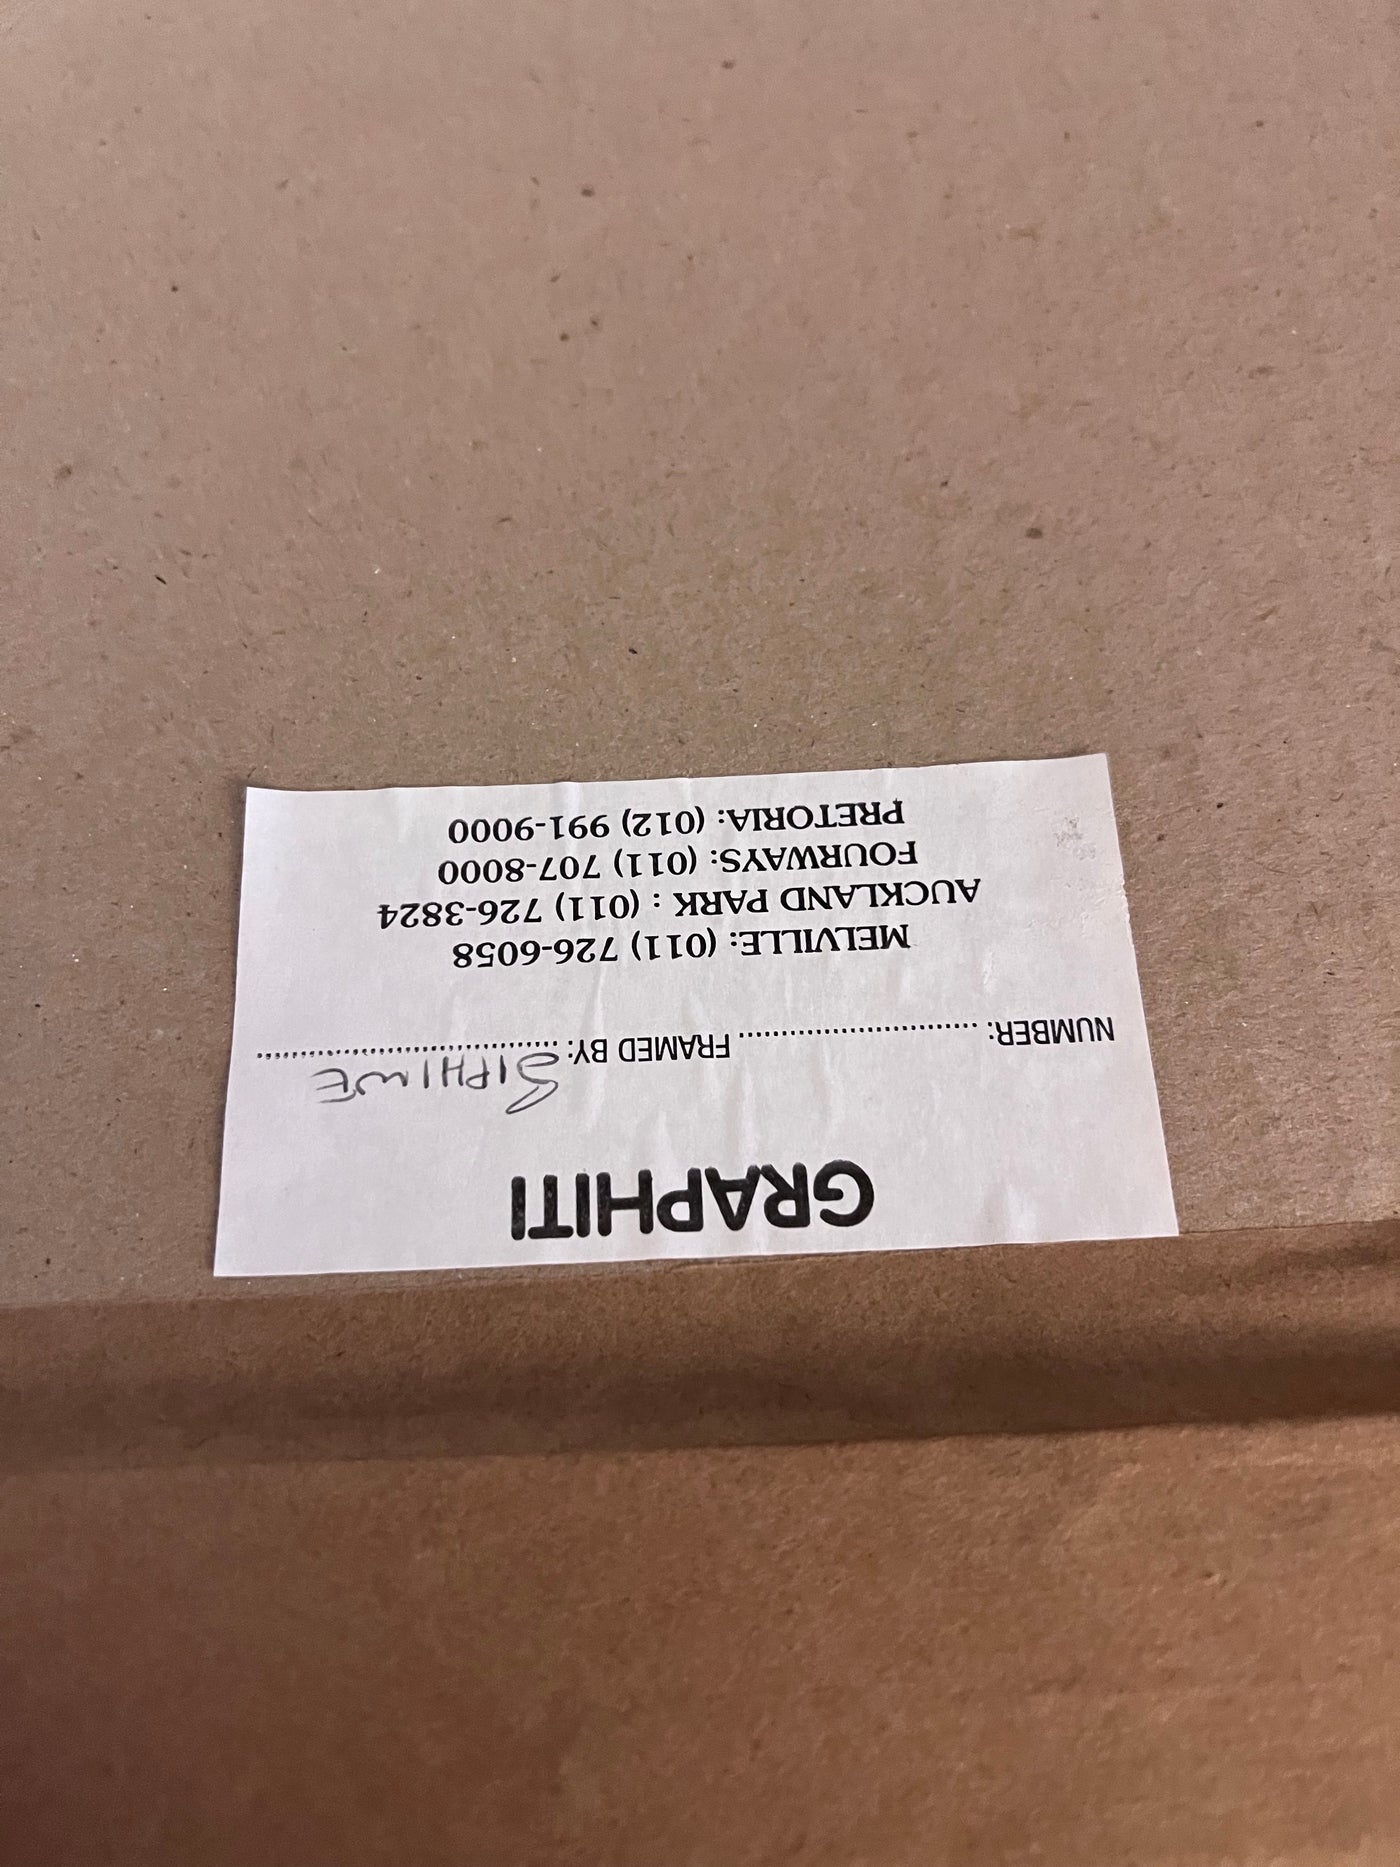 GRAPHITI
NUMBER: .............................. FRAMED BY: SIPHIWE
MELVILLE: (011) 726-6058
AUCKLAND PARK : (011) 726-3824
FOURWAYS: (011) 707-8000
PRETORIA: (012) 991-9000